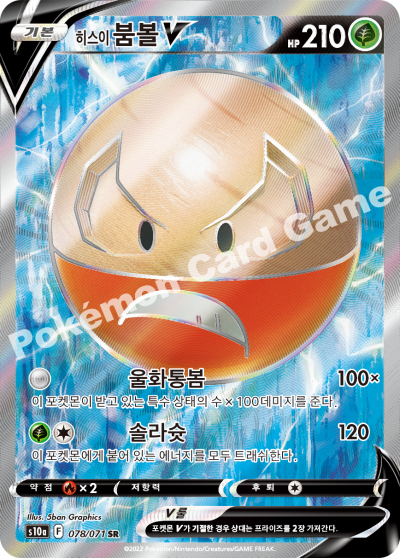 기본 히스이 붐볼 V HP 210
Pokémon Card Game
울화통봄 100×
이 포켓몬이 받고 있는 특수 상태의 수×100데미지를 준다.
솔라슛 120
이 포켓몬에게 붙어 있는 에너지를 모두 트래쉬한다.
약점 ×2 저항력 후퇴
Illus. 5ban Graphics
V룰
s10a F 078/071 SR
포켓몬 V가 기절한 경우 상대는 프라이즈를 2장 가져간다.
©2022 Pokémon/Nintendo/Creatures/GAME FREAK.